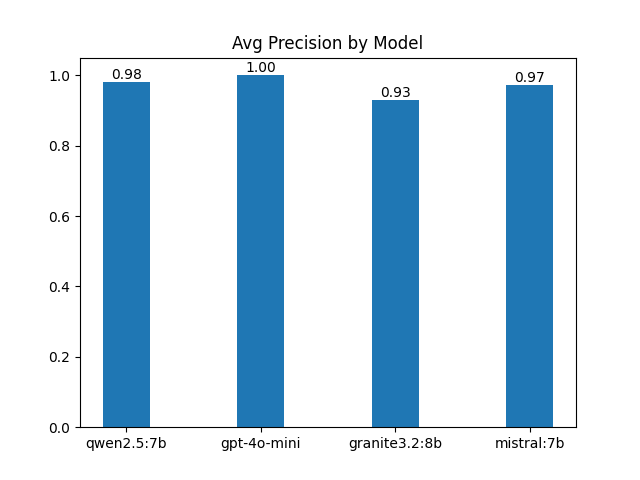 Avg Precision by Model
1.0
0.8
0.6
0.4
0.2
0.0
0.98
1.00
0.93
0.97
qwen2.5:7b
gpt-4o-mini
granite3.2:8b
mistral:7b